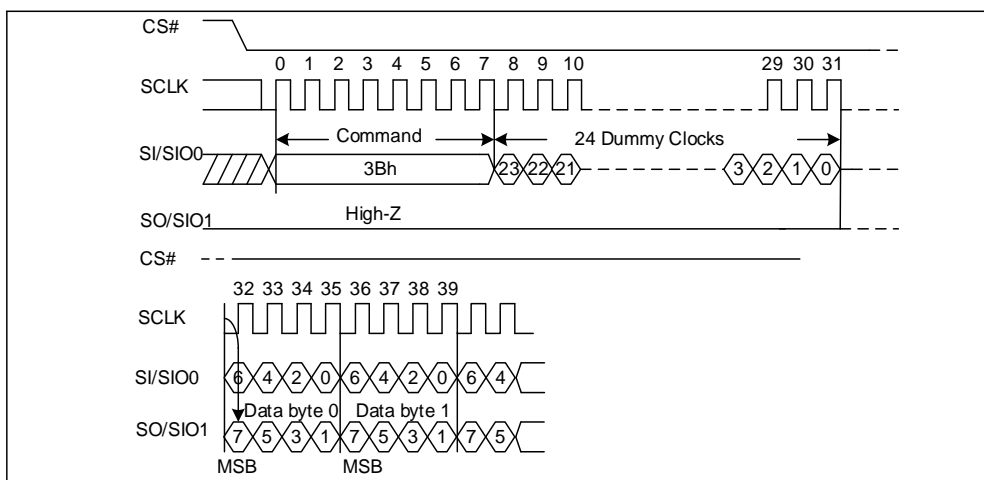 CS#
0 1 2 3 4 5 6 7 8 9 10 29 30 31
SCLK
Command 24 Dummy Clocks
SI/SIO0 3Bh 23 22 21 3 2 1 0
SO/SIO1 High-Z
CS#
32 33 34 35 36 37 38 39
SCLK
SI/SIO0 6 4 2 0 6 4 2 0 6 4
Data byte 0 Data byte 1
SO/SIO1 7 5 3 1 7 5 3 1 7 5
MSB MSB